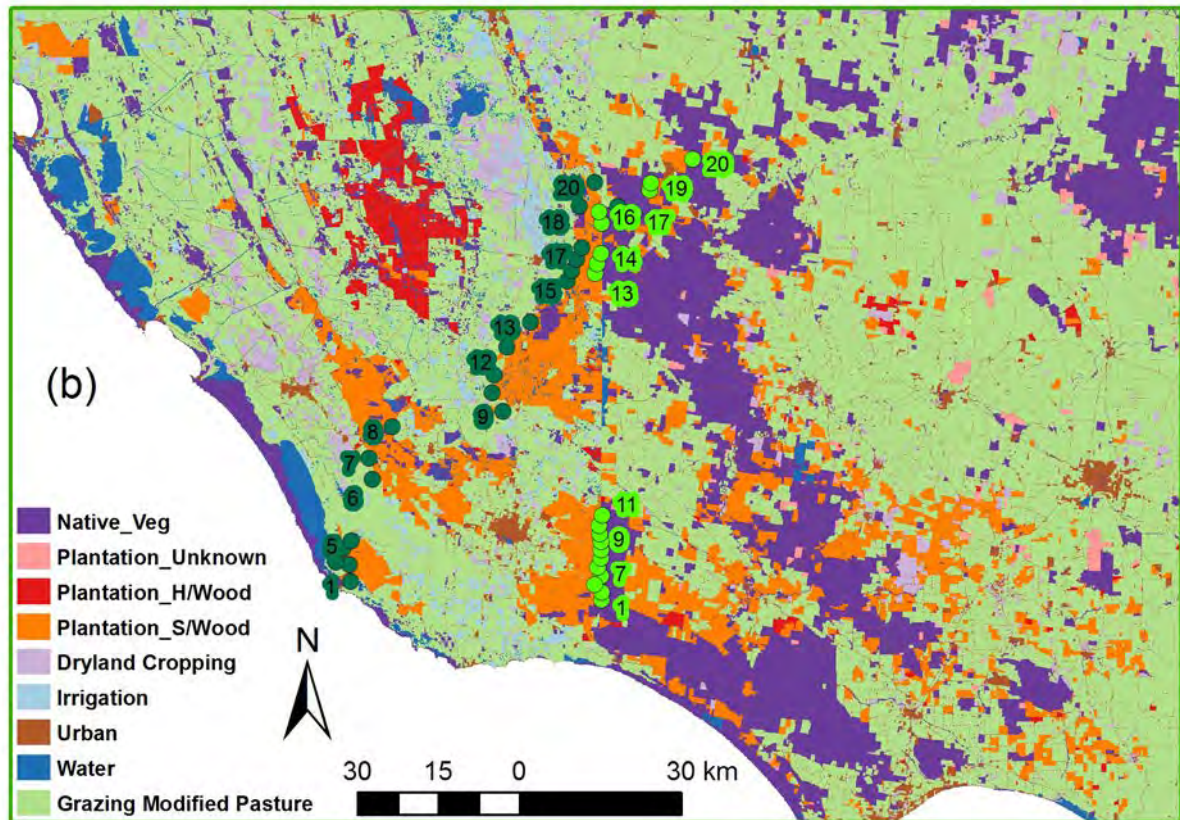 20
20
19
18
16
17
17
14
15
13
13
12
(b)
9
8
7
6
11
5
9
7
1
1
Native_Veg
Plantation_Unknown
Plantation_H/Wood
Plantation_S/Wood
Dryland Cropping
Irrigation
Urban
Water
Grazing Modified Pasture
N
30 15 0 30 km